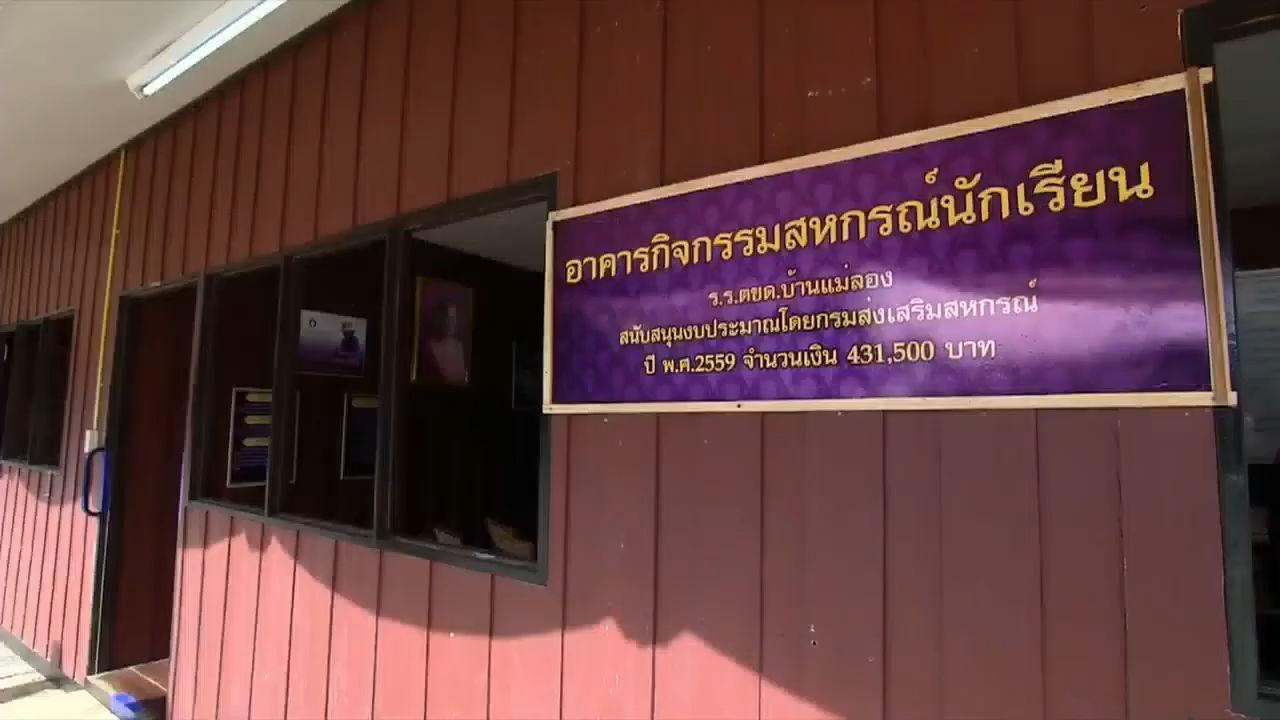 อาคารกิจกรรมสหกรณ์นักเรียน
ร.ร.ตชด.บ้านแม่ลอง
สนับสนุนงบประมาณโดยกรมส่งเสริมสหกรณ์
ปี พ.ศ.2559 จำนวนเงิน 431,500 บาท